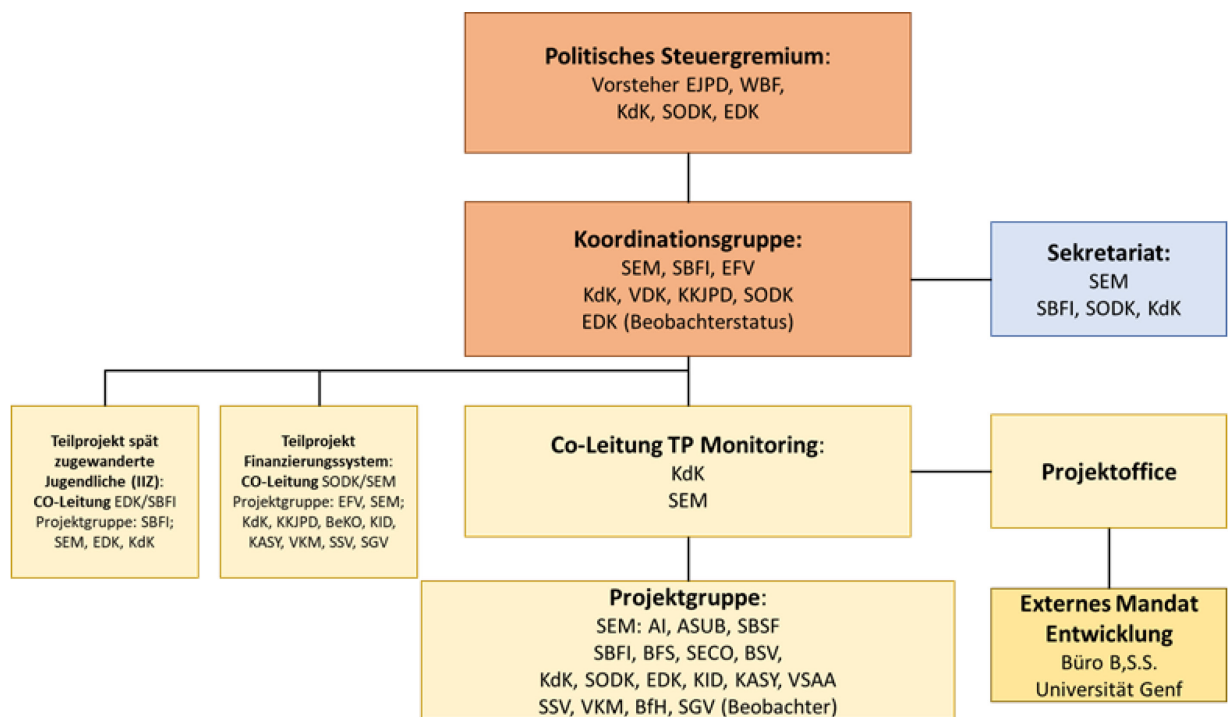 Politisches Steuergremium:
Vorsteher EJPD, WBF,
KdK, SODK, EDK
Koordinationsgruppe:
SEM, SBFI, EFV
KdK, VDK, KKJPD, SODK
EDK (Beobachterstatus)
Sekretariat:
SEM
SBFI, SODK, KdK
Teilprojekt spät
zugewanderte
Jugendliche (IIZ):
CO-Leitung EDK/SBFI
Projektgruppe: SBFI;
SEM, EDK, KdK
Teilprojekt
Finanzierungssystem:
CO-Leitung SODK/SEM
Projektgruppe: EFV, SEM;
KdK, KKJPD, BeKO, KID,
KASY, VKM, SSV, SGV
Co-Leitung TP Monitoring:
KdK
SEM
Projektoffice
Projektgruppe:
SEM: AI, ASUB, SBSF
SBFI, BFS, SECO, BSV,
KdK, SODK, EDK, KID, KASY, VSAA
SSV, VKM, BfH, SGV (Beobachter)
Externes Mandat
Entwicklung
Büro B,S.S.
Universität Genf